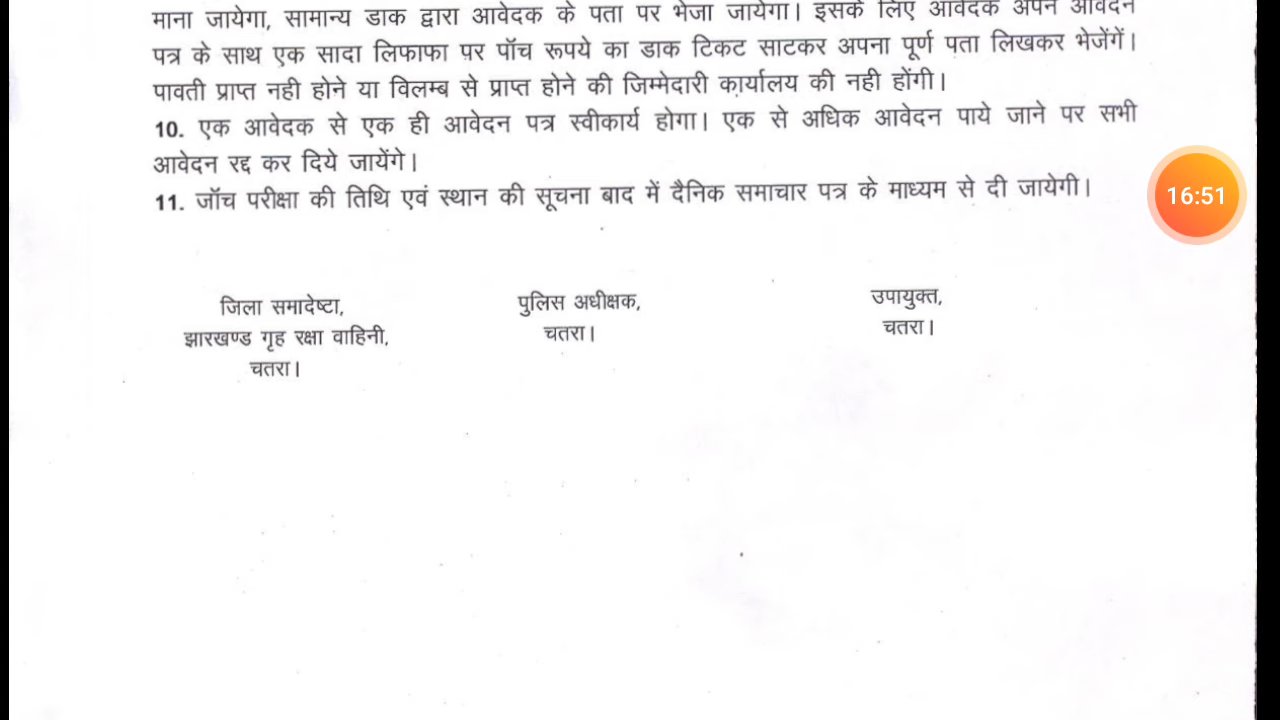 माना जायेगा, सामान्य डाक द्वारा आवेदक के पता पर भेजा जायेगा। इसके लिए आवेदक अपने आवेदन
पत्र के साथ एक सादा लिफाफा पर पॉच रूपये का डाक टिकट साटकर अपना पूर्ण पता लिखकर भेजेंगें।
पावती प्राप्त नही होने या विलम्ब से प्राप्त होने की जिम्मेदारी कार्यालय की नही होंगी।
10. एक आवेदक से एक ही आवेदन पत्र स्वीकार्य होगा। एक से अधिक आवेदन पाये जाने पर सभी
आवेदन रद्द कर दिये जायेंगे।
11. जॉच परीक्षा की तिथि एवं स्थान की सूचना बाद में दैनिक समाचार पत्र के माध्यम से दी जायेगी।
16:51
जिला समादेष्टा,
झारखण्ड गृह रक्षा वाहिनी,
चतरा।
पुलिस अधीक्षक,
चतरा।
उपायुक्त,
चतरा।